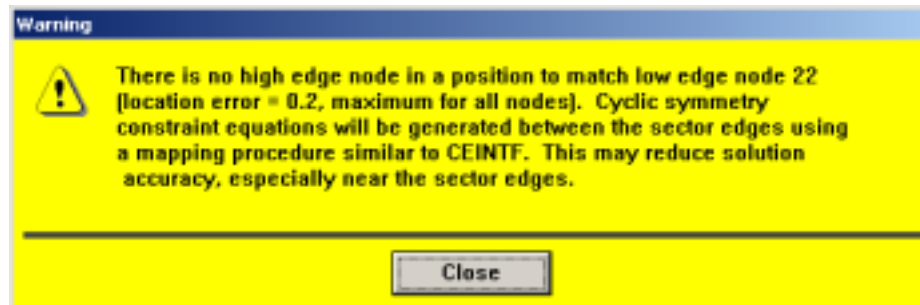 Warning
There is no high edge node in a position to match low edge node 22
(location error = 0.2, maximum for all nodes). Cyclic symmetry
constraint equations will be generated between the sector edges using
a mapping procedure similar to CEINTF. This may reduce solution
accuracy, especially near the sector edges.
Close